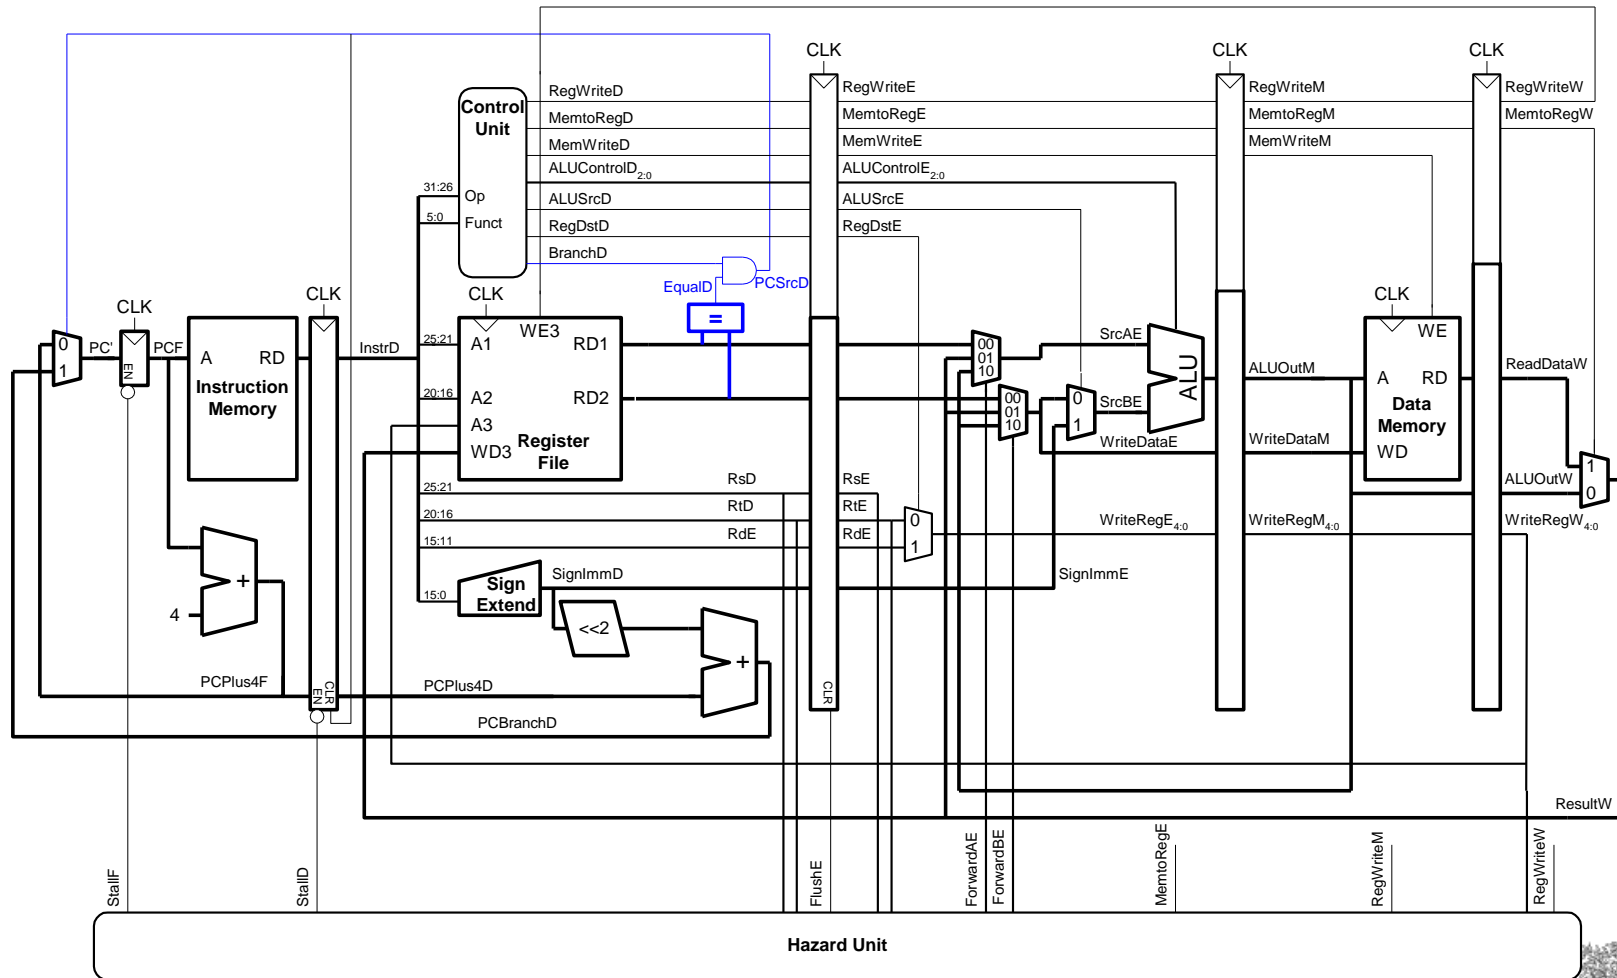 CLK
CLK
CLK
Control
Unit
RegWriteD
RegWriteE
RegWriteM
RegWriteW
MemtoRegD
MemtoRegE
MemtoRegM
MemtoRegW
MemWriteD
MemWriteE
MemWriteM
ALUControlD2:0
ALUControlE2:0
31:26
Op
ALUSrcD
ALUSrcE
5:0
Funct
RegDstD
RegDstE
BranchD
EqualD
PCSrcD
CLK
CLK
CLK
CLK
=
WE3
WE
0
1
PC'
EN
PCF
A
RD
Instruction
Memory
InstrD
25:21
A1
RD1
00
01
10
SrcAE
ALU
ALUOutM
A
RD
Data
Memory
WD
ReadDataW
20:16
A2
RD2
00
01
10
0
1
SrcBE
A3
WD3
Register
File
WriteDataE
WriteDataM
1
0
ALUOutW
25:21
RsD
RsE
20:16
RtD
RtE
0
1
WriteRegE4:0
WriteRegM4:0
WriteRegW4:0
15:11
RdE
RdE
SignImmD
SignImmE
15:0
Sign
Extend
+
4
<<2
+
PCPlus4F
EN
CLR
PCPlus4D
CLR
PCBranchD
ResultW
StallF
StallD
FlushE
ForwardAE
ForwardBE
MemtoRegE
RegWriteM
RegWriteW
Hazard Unit